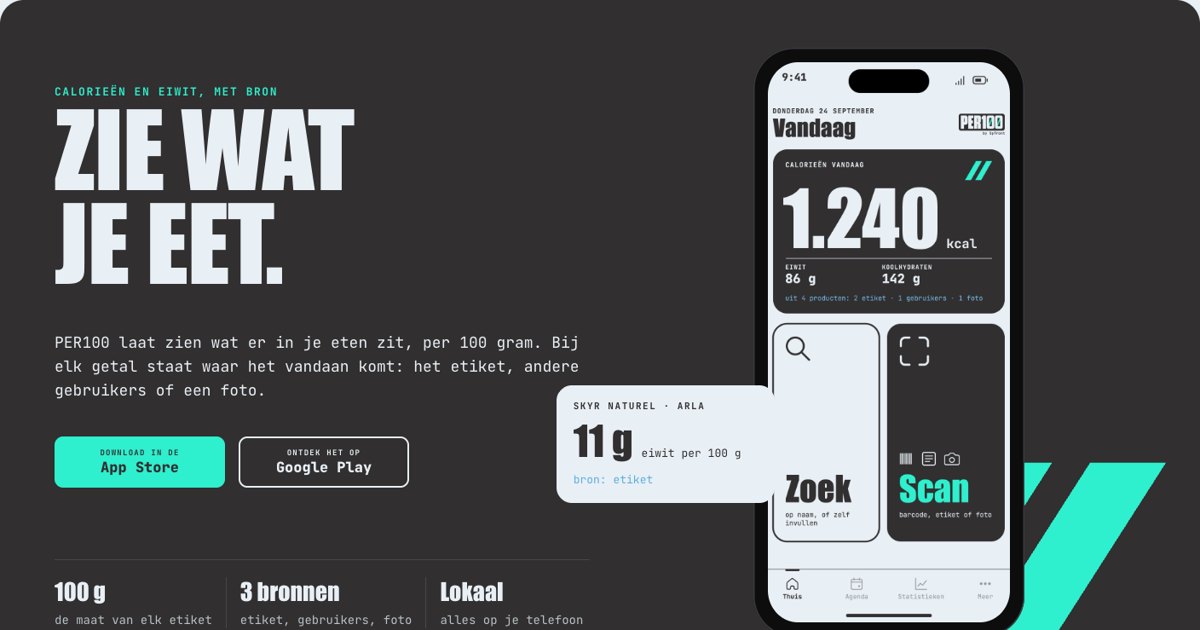 CALORIEËN EN EIWIT, MET BRON
ZIE WAT
JE EET.
PER100 laat zien wat er in je eten zit, per 100 gram. Bij
elk getal staat waar het vandaan komt: het etiket, andere
gebruikers of een foto.
DOWNLOAD IN DE
App Store
ONTDEK HET OP
Google Play
100 g
de maat van elk etiket
3 bronnen
etiket, gebruikers, foto
Lokaal
alles op je telefoon
SKYR NATUREL · ARLA
11 g eiwit per 100 g
bron: etiket
9:41
DONDERDAG 24 SEPTEMBER
Vandaag
PER100
by Upfront
CALORIEËN VANDAAG
1.240 kcal
EIWIT
86 g
KOOLHYDRATEN
142 g
uit 4 producten: 2 etiket · 1 gebruikers · 1 foto
Zoek
op naam, of zelf
invullen
Scan
barcode, etiket of foto
Thuis
Agenda
Statistieken
Meer